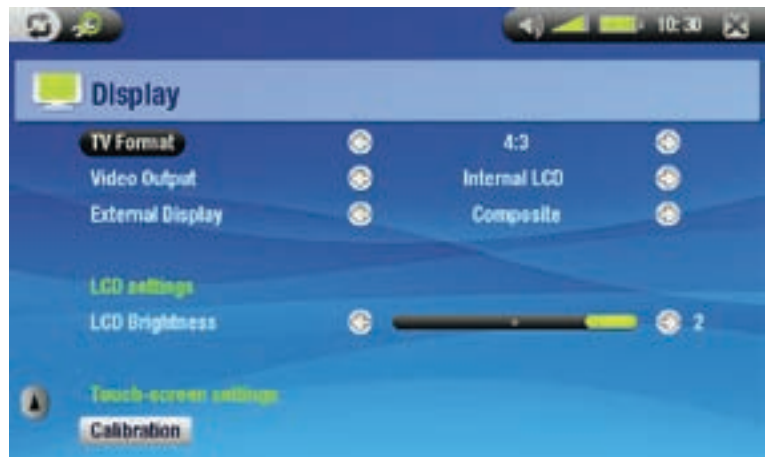 10:30
Display
TV Format 4:3
Video Output Internal LCD
External Display Composite
LCD settings
LCD Brightness 2
Touch-screen settings
Calibration